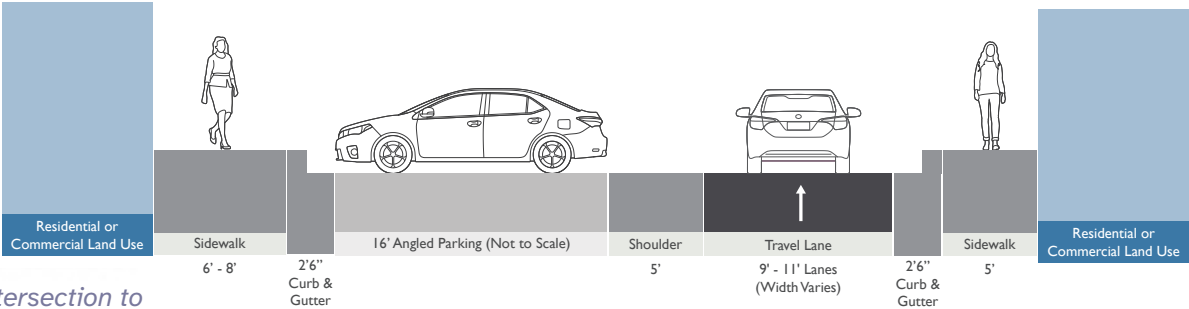 Residential or
Commercial Land Use
Sidewalk
6' - 8'
2'6"
Curb &
Gutter
16' Angled Parking (Not to Scale)
Shoulder
5'
Travel Lane
9' - 11' Lanes
(Width Varies)
2'6"
Curb &
Gutter
Sidewalk
5'
Residential or
Commercial Land Use
tersection to